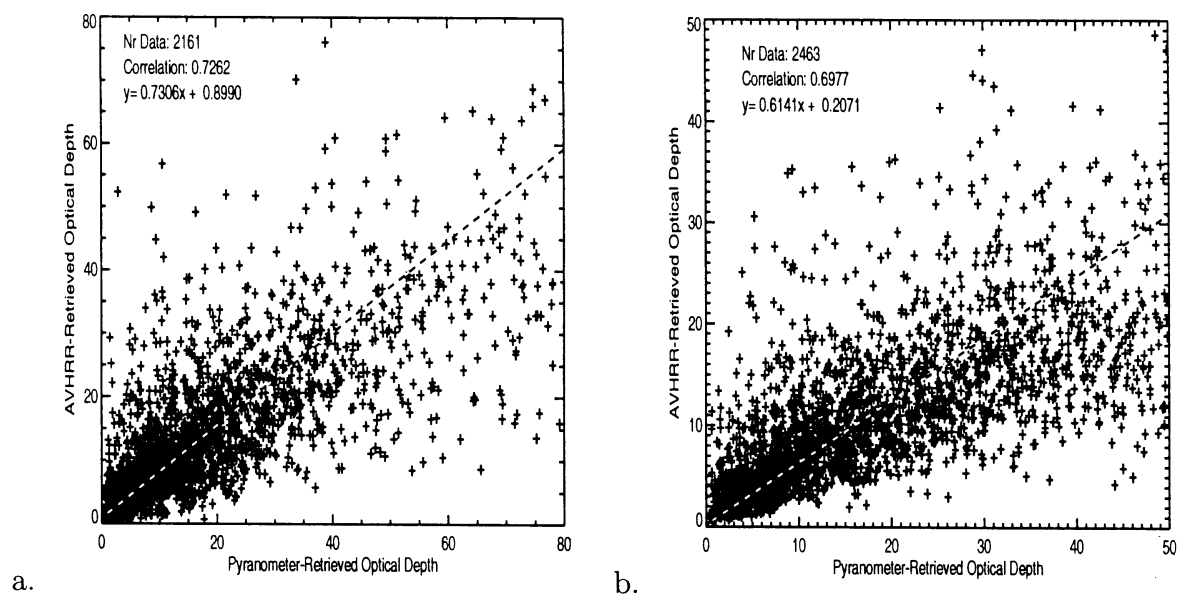 Nr Data: 2161
Correlation: 0.7262
y= 0.7306x + 0.8990
AVHRR-Retrieved Optical Depth
80
60
40
20
0
0 20 40 60 80
Pyranometer-Retrieved Optical Depth
a.
Nr Data: 2463
Correlation: 0.6977
y= 0.6141x + 0.2071
AVHRR-Retrieved Optical Depth
50
40
30
20
10
0
0 10 20 30 40 50
Pyranometer-Retrieved Optical Depth
b.